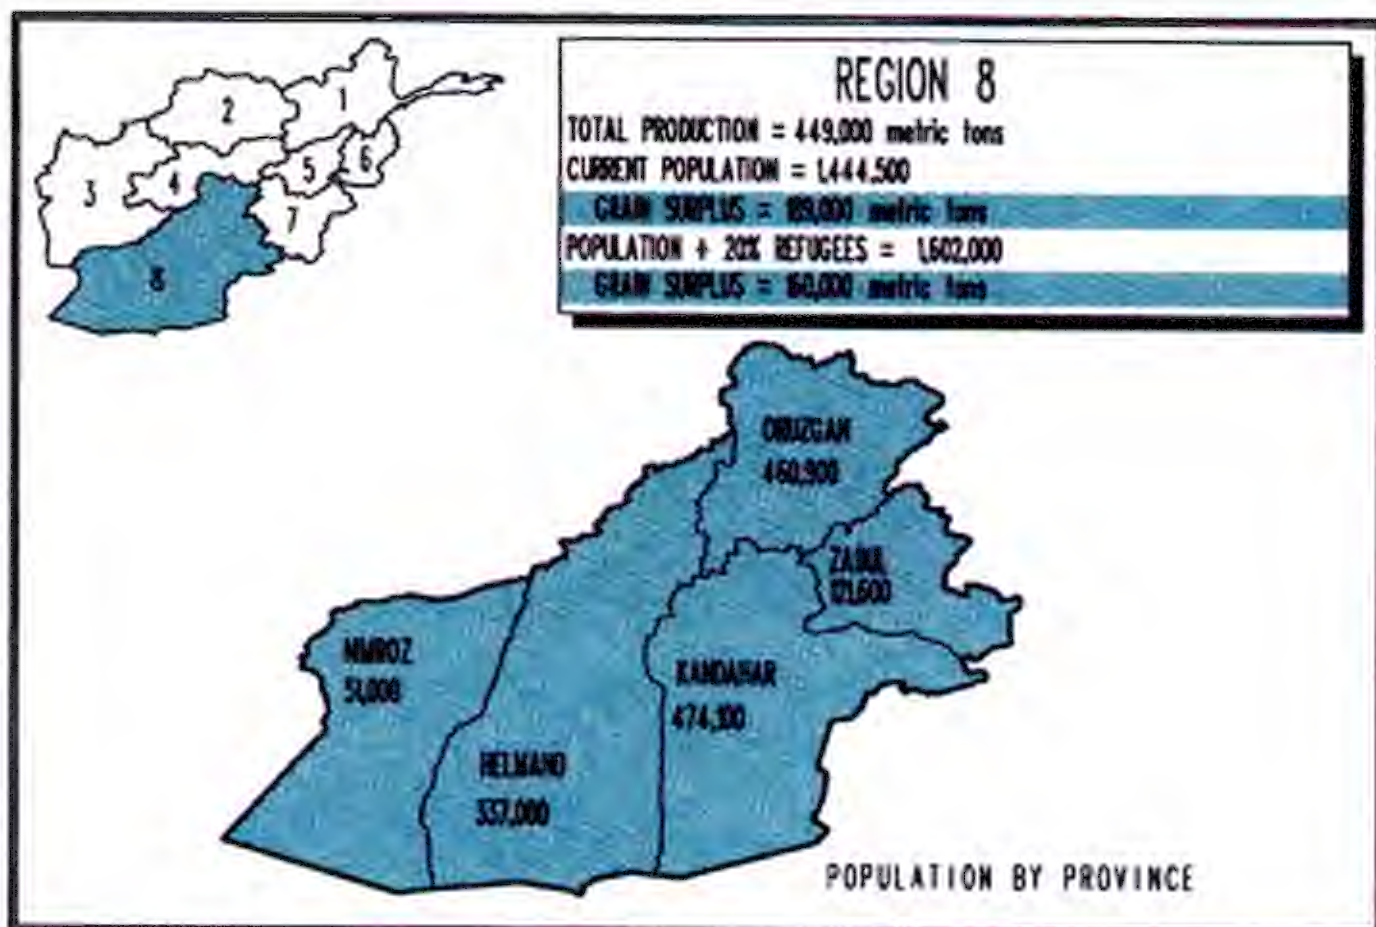 2
1
3
4
5
6
7
8
REGION 8
TOTAL PRODUCTION = 449,000 metric tons
CURRENT POPULATION = 1,444,500
GRAIN SURPLUS = 189,000 metric tons
POPULATION + 20% REFUGEES = 1,602,000
GRAIN SURPLUS = 160,000 metric tons
ORUZGAN
460,900
ZABUL
121,600
NIMROZ
51,000
KANDAHAR
474,100
HELMAND
337,000
POPULATION BY PROVINCE